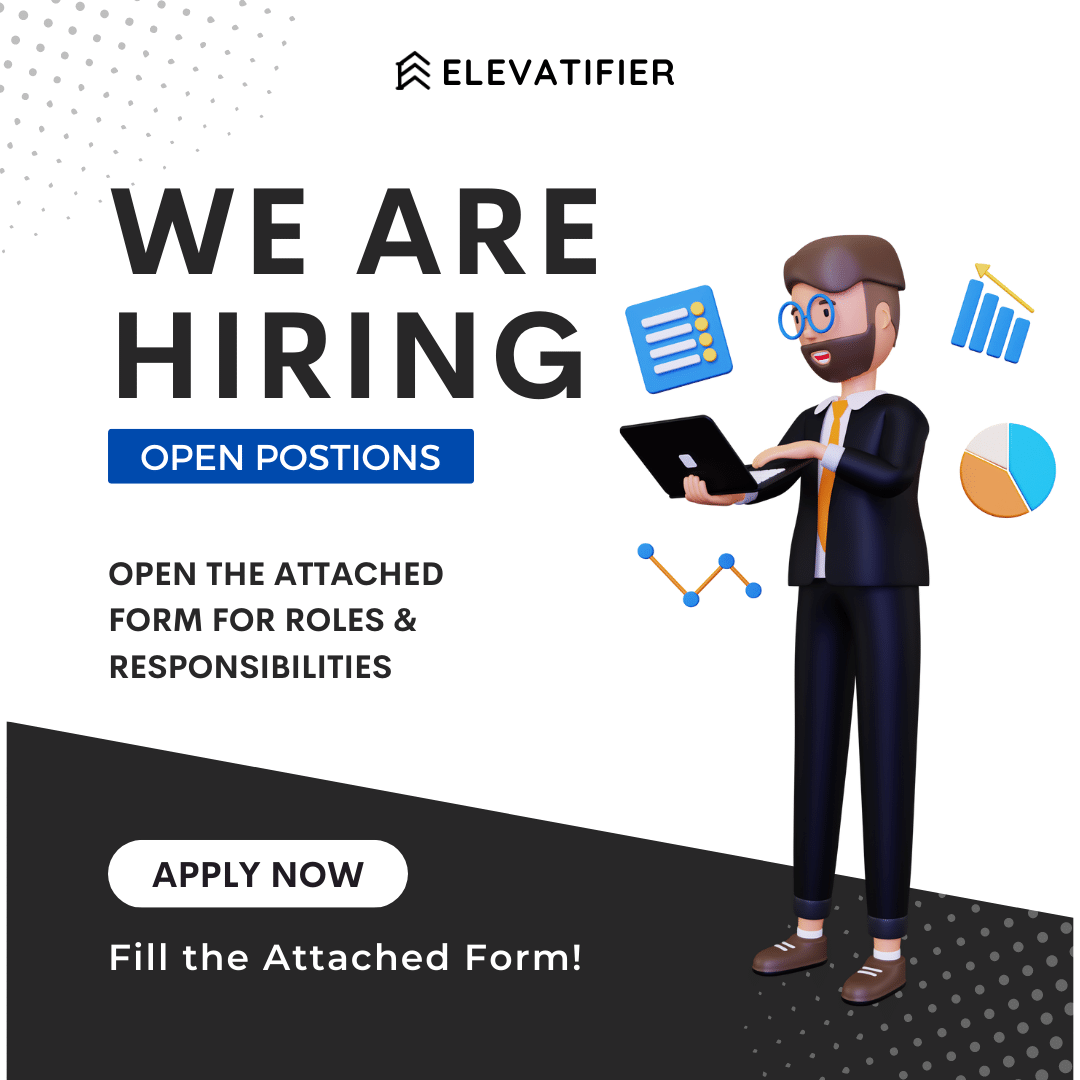 ELEVATIFIER
WE ARE
HIRING
OPEN POSTIONS
OPEN THE ATTACHED
FORM FOR ROLES &
RESPONSIBILITIES
APPLY NOW
Fill the Attached Form!